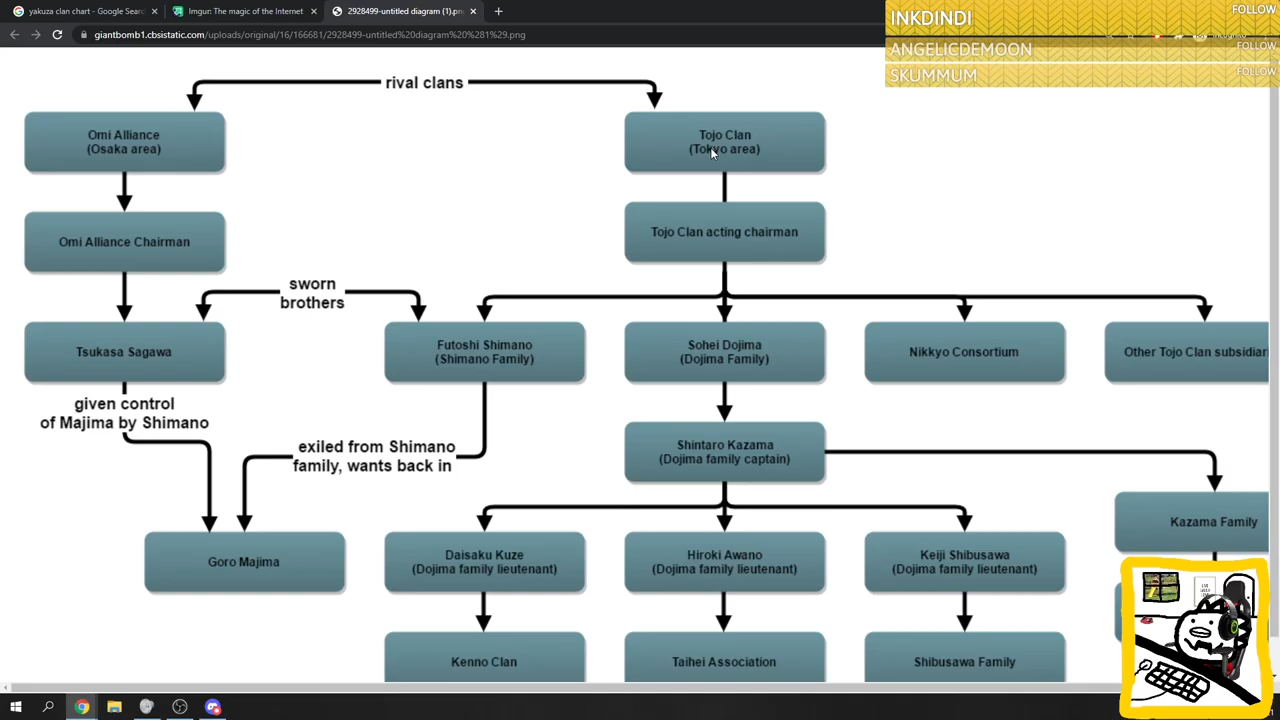 yakuza clan chart - Google Sear
Imgur: The magic of the Internet
2928499-untitled diagram (1).pn
giantbomb1.cbsistatic.com/uploads/original/16/166681/2928499-untitled%20diagram%20%281%29.png
INKDINDI
FOLLOW
ANGELICDEMOON
FOLLOW
SKUMMUM
FOLLOW
rival clans
Omi Alliance
(Osaka area)
Tojo Clan
(Tokyo area)
Omi Alliance Chairman
Tojo Clan acting chairman
sworn
brothers
Tsukasa Sagawa
Futoshi Shimano
(Shimano Family)
Sohei Dojima
(Dojima Family)
Nikkyo Consortium
Other Tojo Clan subsidiar
given control
of Majima by Shimano
exiled from Shimano
family, wants back in
Shintaro Kazama
(Dojima family captain)
Kazama Family
Goro Majima
Daisaku Kuze
(Dojima family lieutenant)
Hiroki Awano
(Dojima family lieutenant)
Keiji Shibusawa
(Dojima family lieutenant)
Kenno Clan
Taihei Association
Shibusawa Family